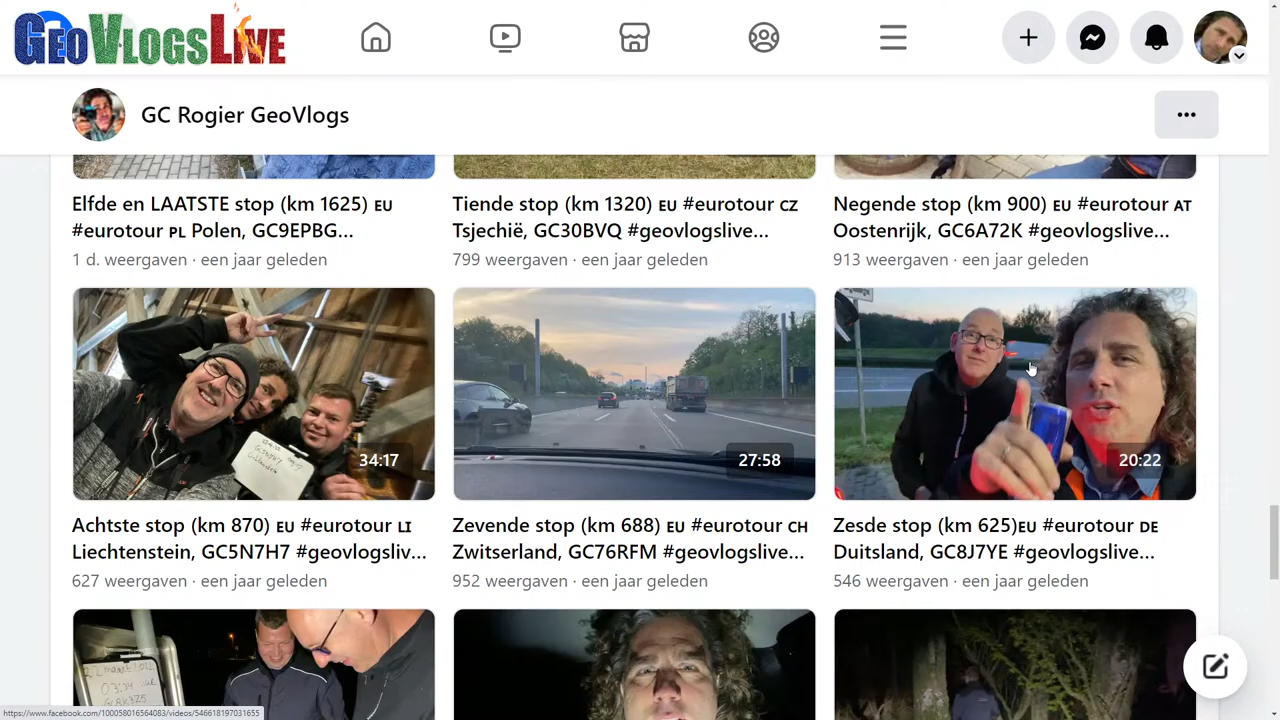 GEOVLOGSLIVE
GC Rogier GeoVlogs
Elfde en LAATSTE stop (km 1625) EU
#eurotour PL Polen, GC9EPBG...
1 d. weergaven · een jaar geleden
Tiende stop (km 1320) EU #eurotour CZ
Tsjechië, GC30BVQ #geovlogslive...
799 weergaven · een jaar geleden
Negende stop (km 900) EU #eurotour AT
Oostenrijk, GC6A72K #geovlogslive...
913 weergaven · een jaar geleden
34:17
27:58
20:22
Achtste stop (km 870) EU #eurotour LI
Liechtenstein, GC5N7H7 #geovlogsliv...
627 weergaven · een jaar geleden
Zevende stop (km 688) EU #eurotour CH
Zwitserland, GC76RFM #geovlogslive...
952 weergaven · een jaar geleden
Zesde stop (km 625)EU #eurotour DE
Duitsland, GC8J7YE #geovlogslive...
546 weergaven · een jaar geleden
https://www.facebook.com/100058016564083/videos/546618197031655